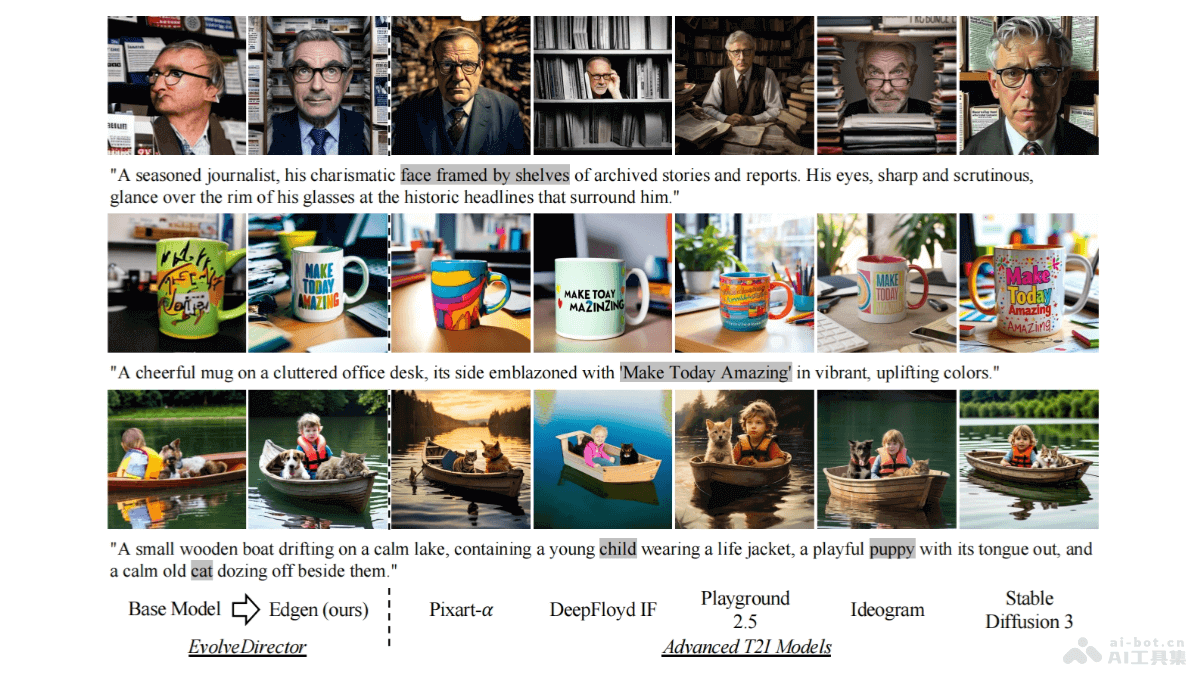 "A seasoned journalist, his charismatic face framed by shelves of archived stories and reports. His eyes, sharp and scrutinous,
glance over the rim of his glasses at the historic headlines that surround him."
MAKE
TODAY
AMAZING
MAKE TOAY
MAZINZING
MAKE
TODAY
Make
Today
Amazing
AMAZING
"A cheerful mug on a cluttered office desk, its side emblazoned with 'Make Today Amazing' in vibrant, uplifting colors."
"A small wooden boat drifting on a calm lake, containing a young child wearing a life jacket, a playful puppy with its tongue out, and
a calm old cat dozing off beside them."
Base Model Edgen (ours) Pixart-α DeepFloyd IF Playground
2.5 Ideogram Stable
Diffusion 3
EvolveDirector Advanced T2I Models
ai-bot.cn
AI工具集